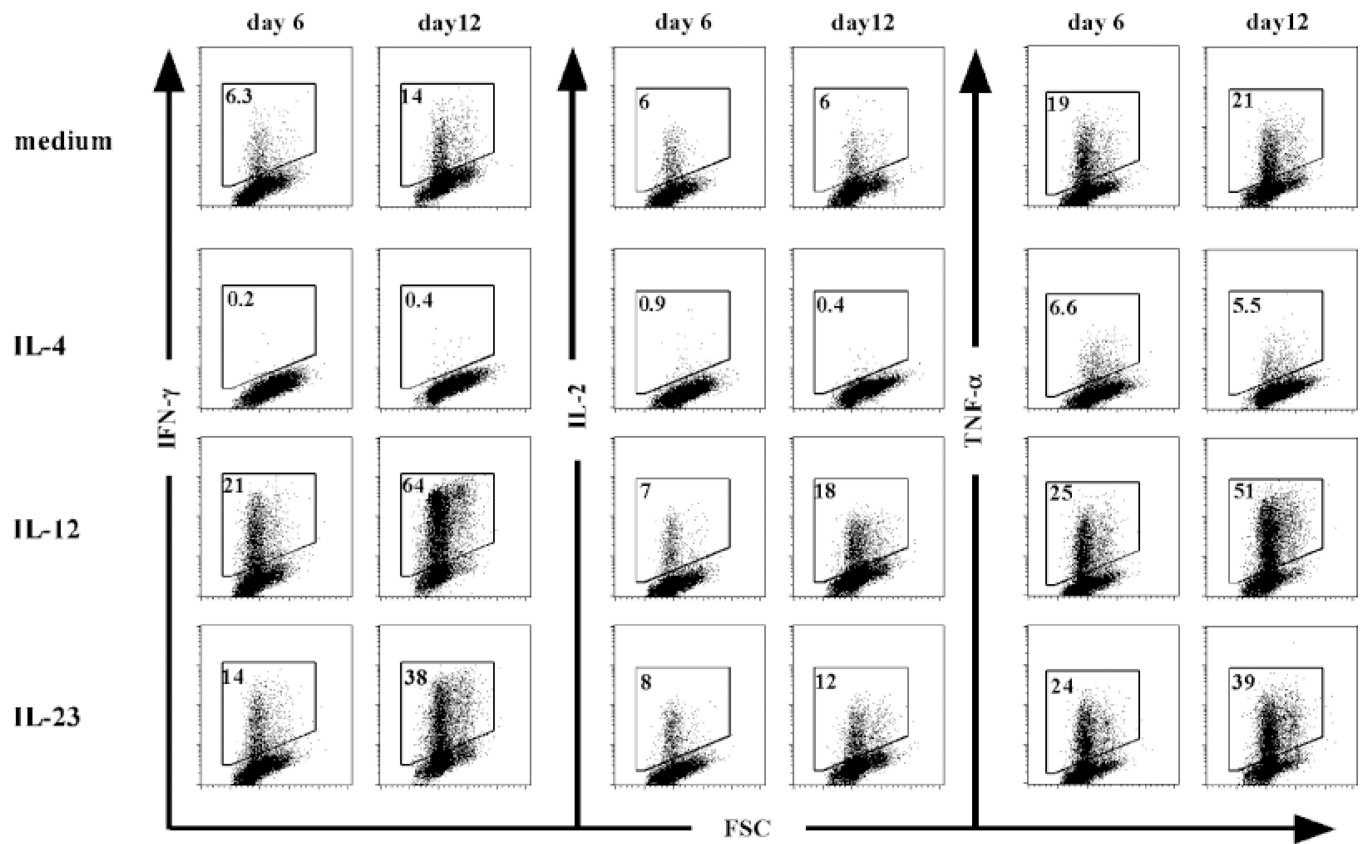 day 6 day12 day 6 day12 day 6 day12
medium 6.3 14 6 6 19 21
IL-4 0.2 0.4 0.9 0.4 6.6 5.5
IFN-γ IL-2 TNF-α
IL-12 21 64 7 18 25 51
IL-23 14 38 8 12 24 39
FSC